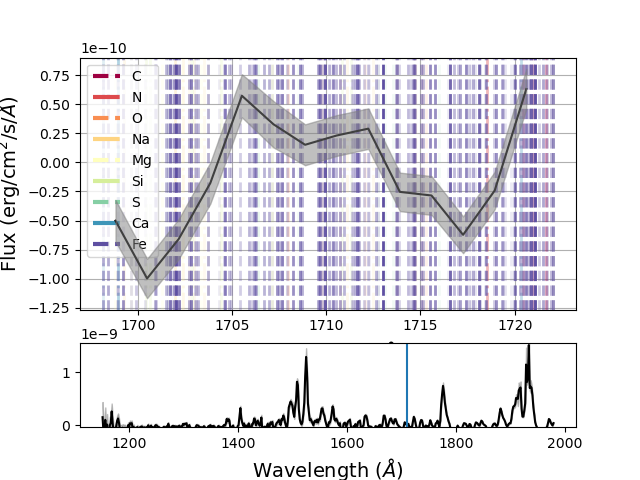 1e−10
0.75
0.50
0.25
0.00
−0.25
−0.50
−0.75
−1.00
−1.25
Flux (erg/cm²/s/Å)
C
N
O
Na
Mg
Si
S
Ca
Fe
1700 1705 1710 1715 1720
1e−9
1
0
1200 1400 1600 1800 2000
Wavelength (Å)